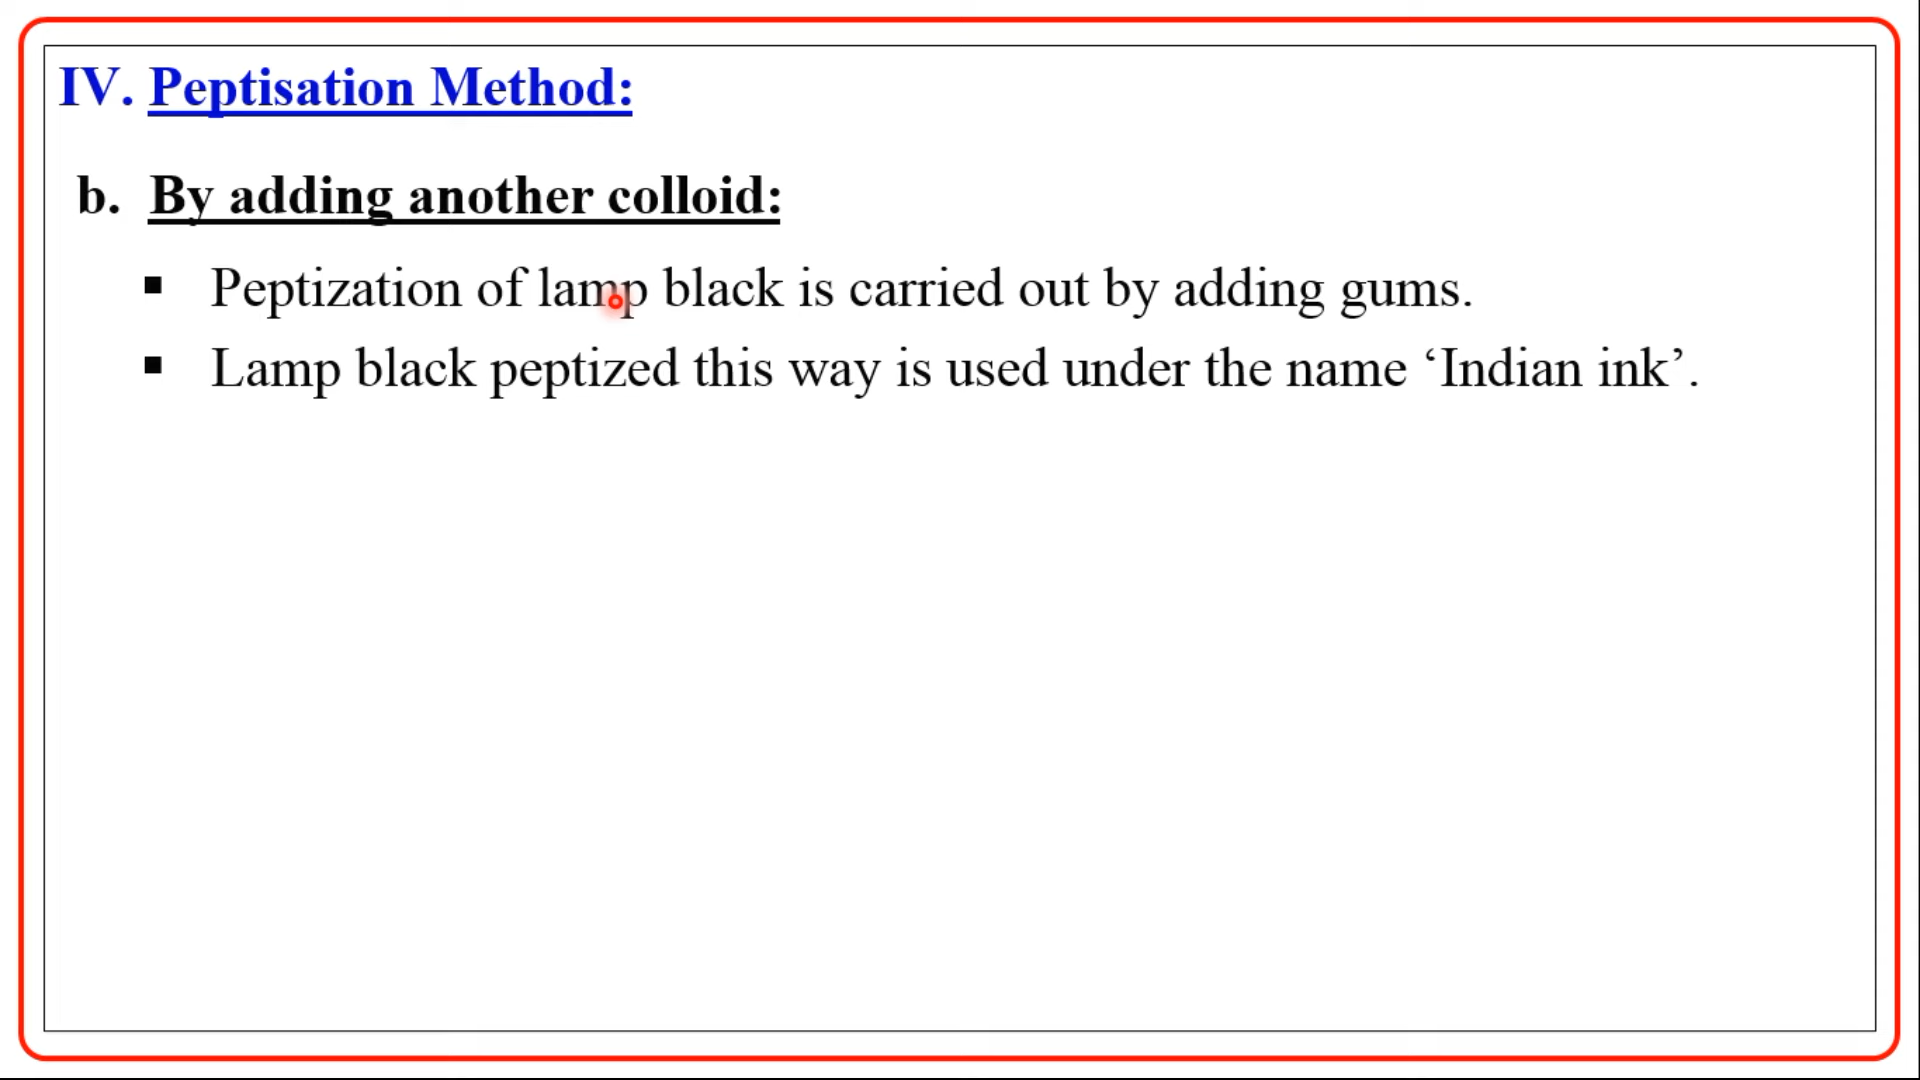 IV. Peptisation Method:
b. By adding another colloid:
▪ Peptization of lamp black is carried out by adding gums.
▪ Lamp black peptized this way is used under the name ‘Indian ink’.